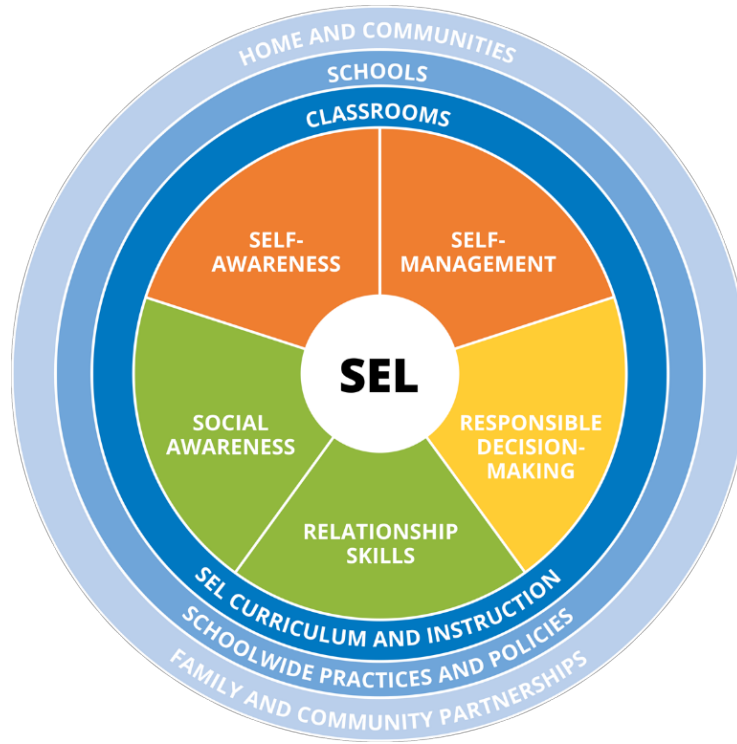 HOME AND COMMUNITIES
SCHOOLS
CLASSROOMS
SELF-
AWARENESS
SELF-
MANAGEMENT
SEL
SOCIAL
AWARENESS
RESPONSIBLE
DECISION-
MAKING
RELATIONSHIP
SKILLS
SEL CURRICULUM AND INSTRUCTION
SCHOOLWIDE PRACTICES AND POLICIES
FAMILY AND COMMUNITY PARTNERSHIPS